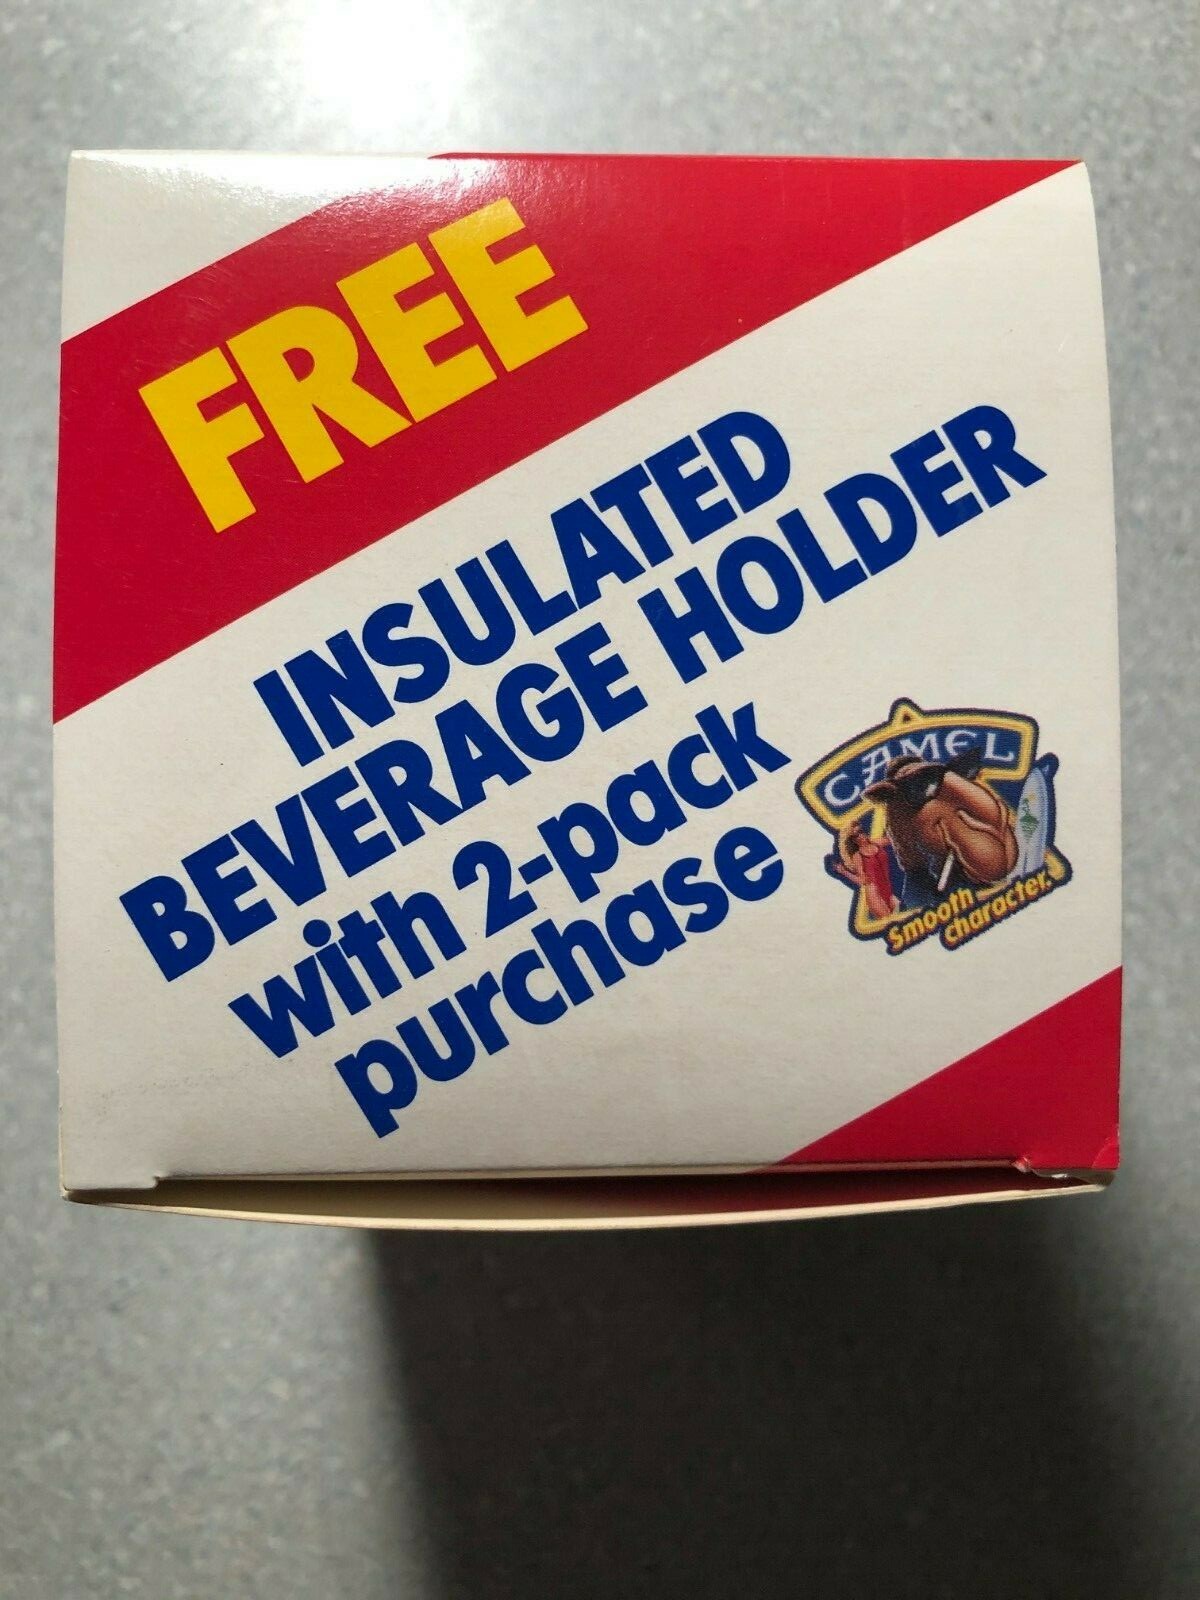 FREE
INSULATED
BEVERAGE HOLDER
with 2-pack
purchase
CAMEL
Smooth
character.